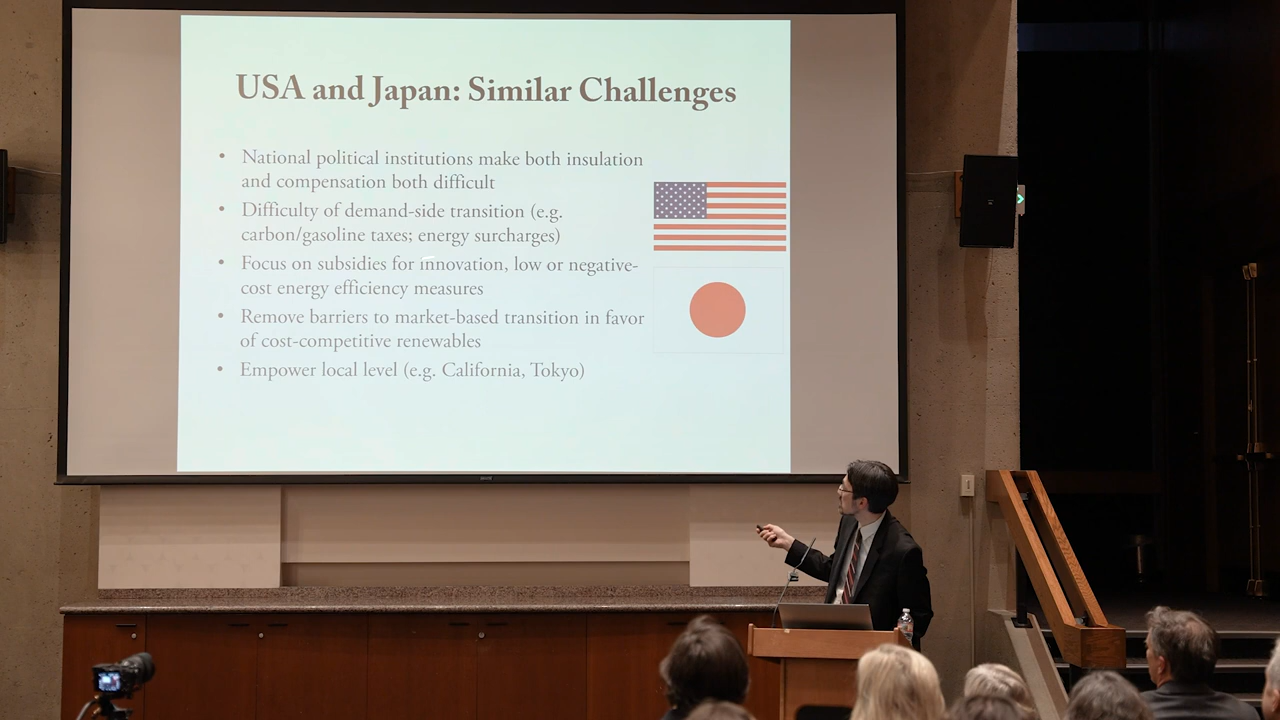 USA and Japan: Similar Challenges
• National political institutions make both insulation
and compensation both difficult
• Difficulty of demand-side transition (e.g.
carbon/gasoline taxes; energy surcharges)
• Focus on subsidies for innovation, low or negative-
cost energy efficiency measures
• Remove barriers to market-based transition in favor
of cost-competitive renewables
• Empower local level (e.g. California, Tokyo)